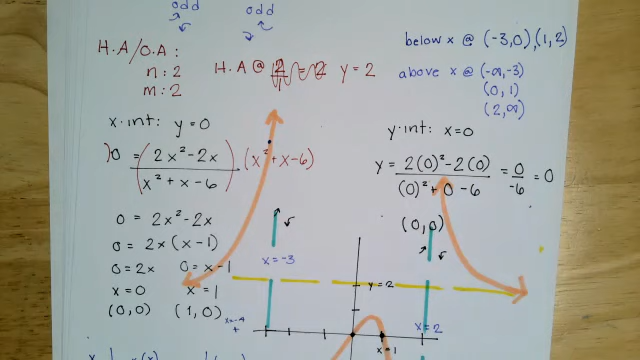 odd
odd
H.A/O.A:
n: 2
m: 2
H.A @
y = 2
below x @ (-3,0),(1,2)
above x @ (-∞,-3)
(0,1)
(2,∞)
x·int: y=0
0 = (2x²-2x / x²+x-6) (x²+x-6)
0 = 2x²-2x
0 = 2x(x-1)
0 = 2x 0 = x-1
x=0 x=1
(0,0) (1,0)
y·int: x=0
y = 2(0)²-2(0) / (0)²+0-6 = 0/-6 = 0
(0,0)
x=-3
y=2
x=-4
+
x=2
x=1